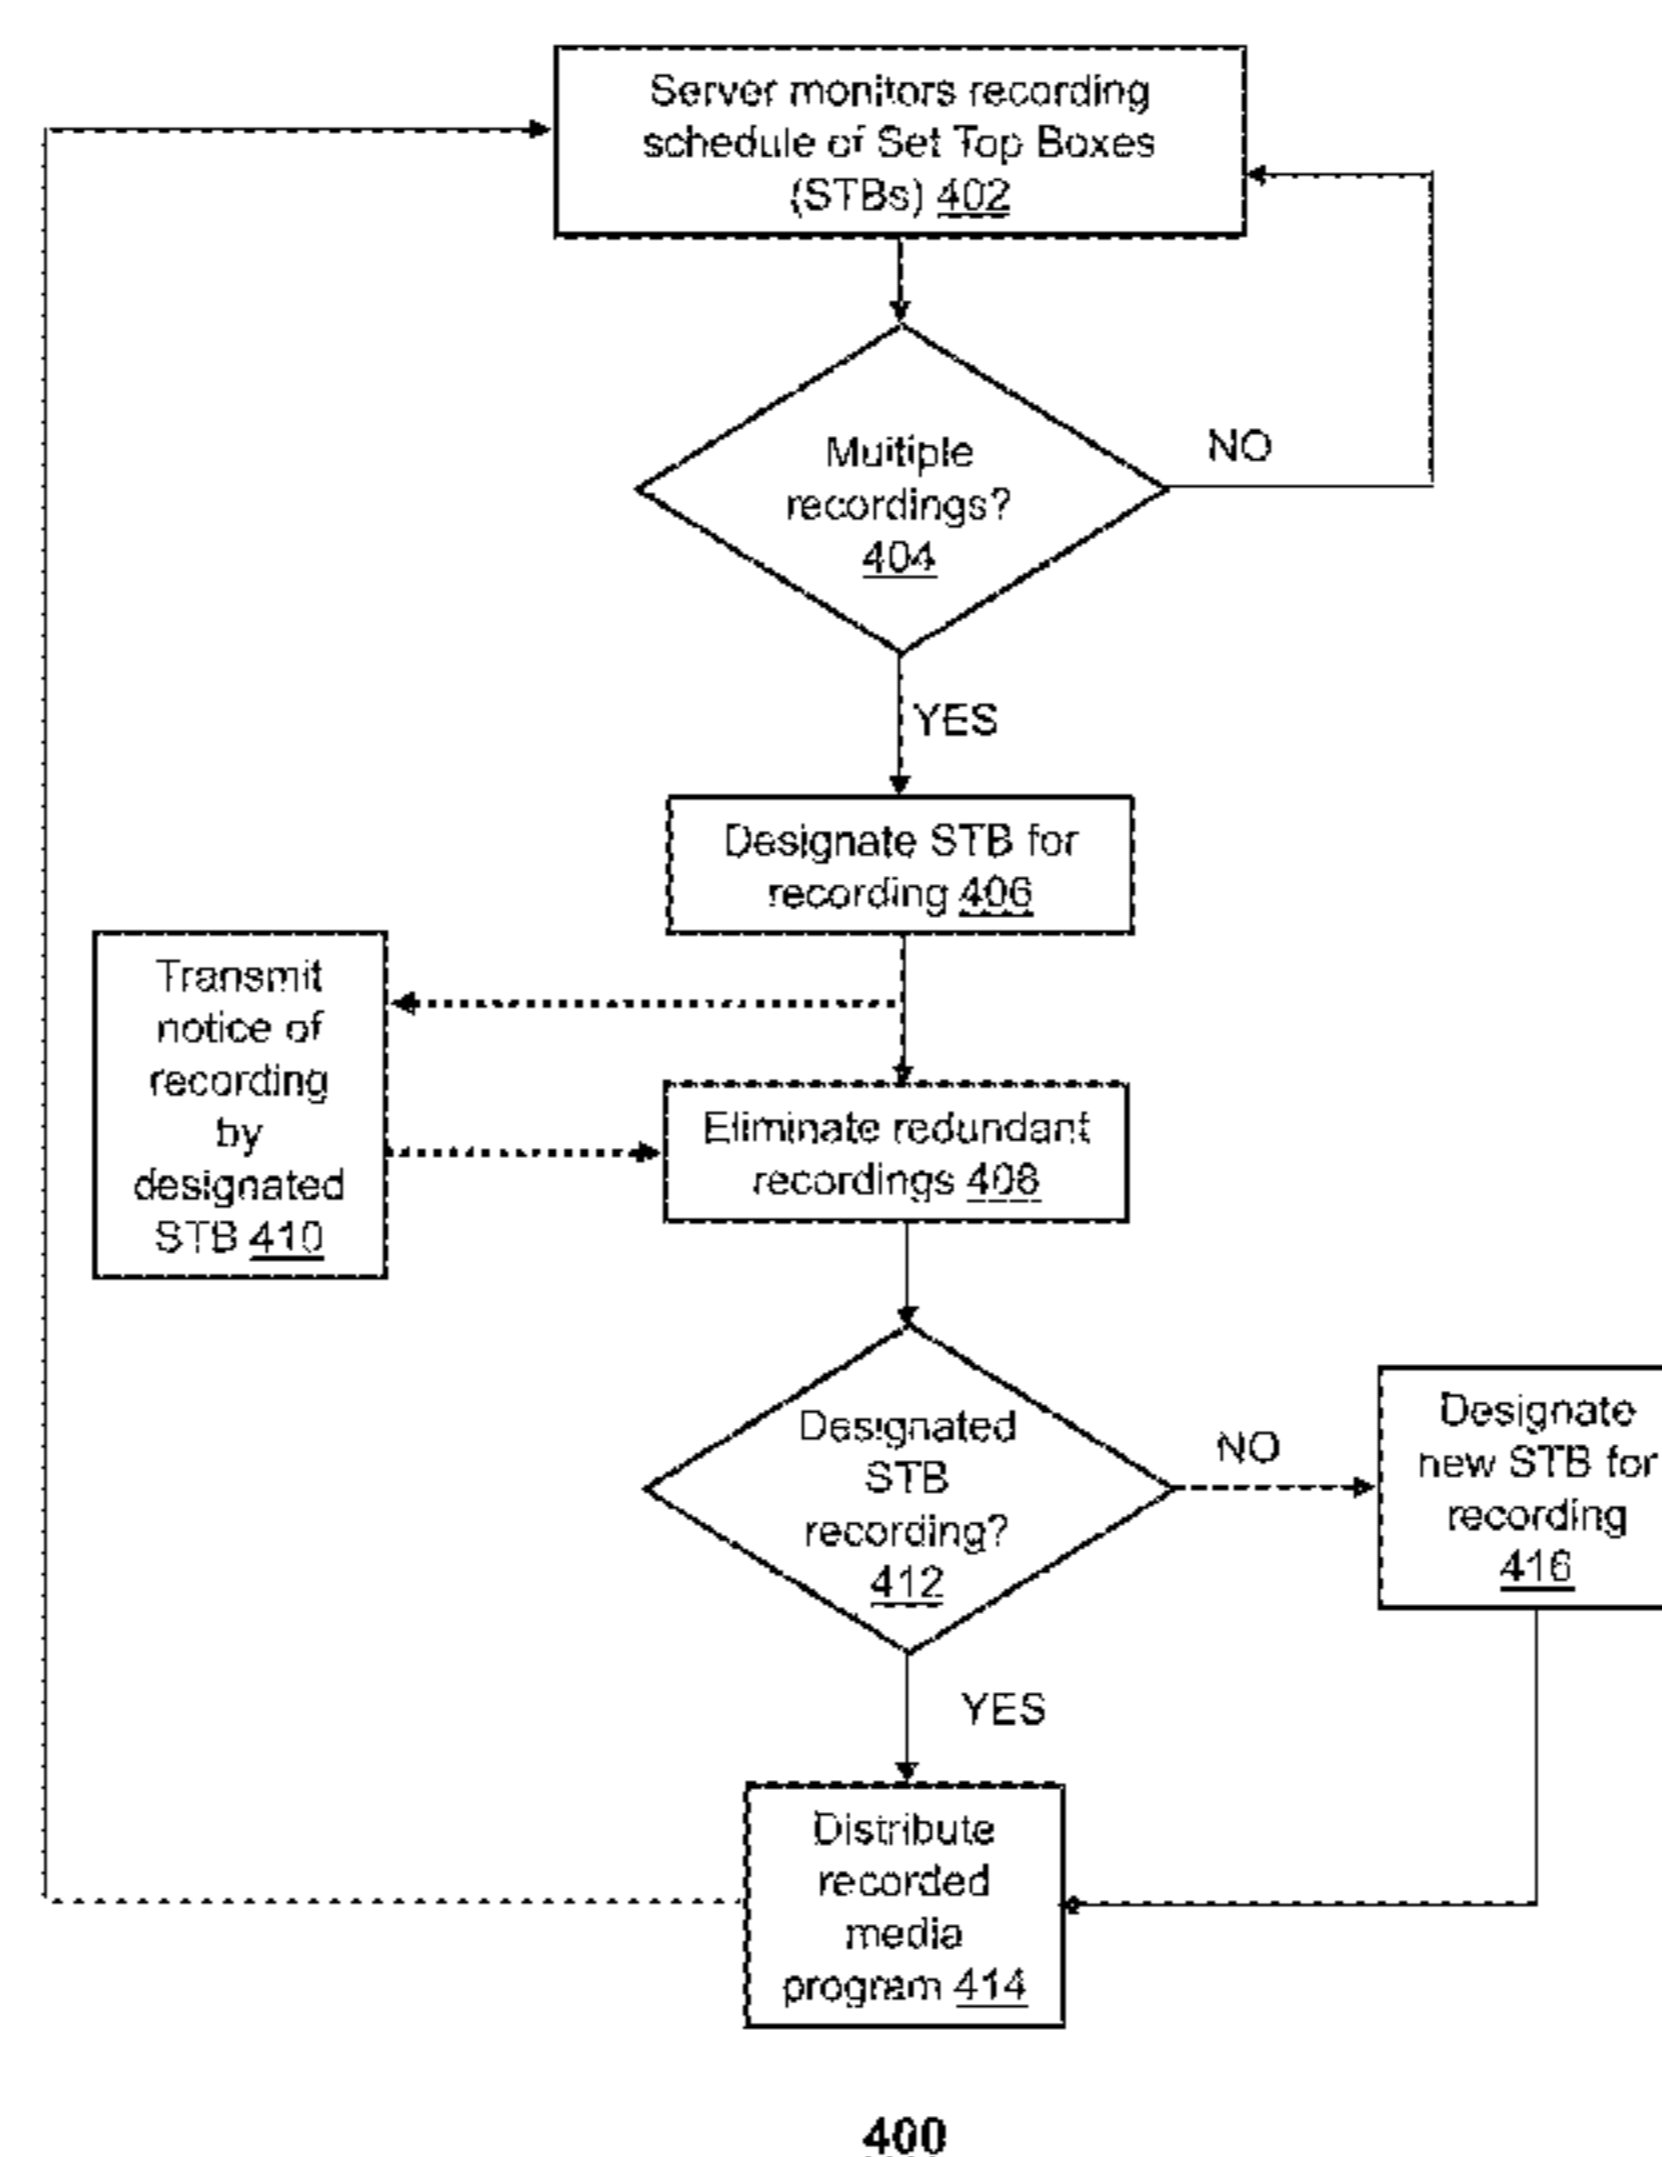 Server monitors recording
schedule of Set Top Boxes
(STBs) 402
Multiple
recordings?
404
NO
YES
Designate STB for
recording 406
Transmit
notice of
recording
by
designated
STB 410
Eliminate redundant
recordings 408
Designated
STB
recording?
412
NO
Designate
new STB for
recording
416
YES
Distribute
recorded
media
program 414
400